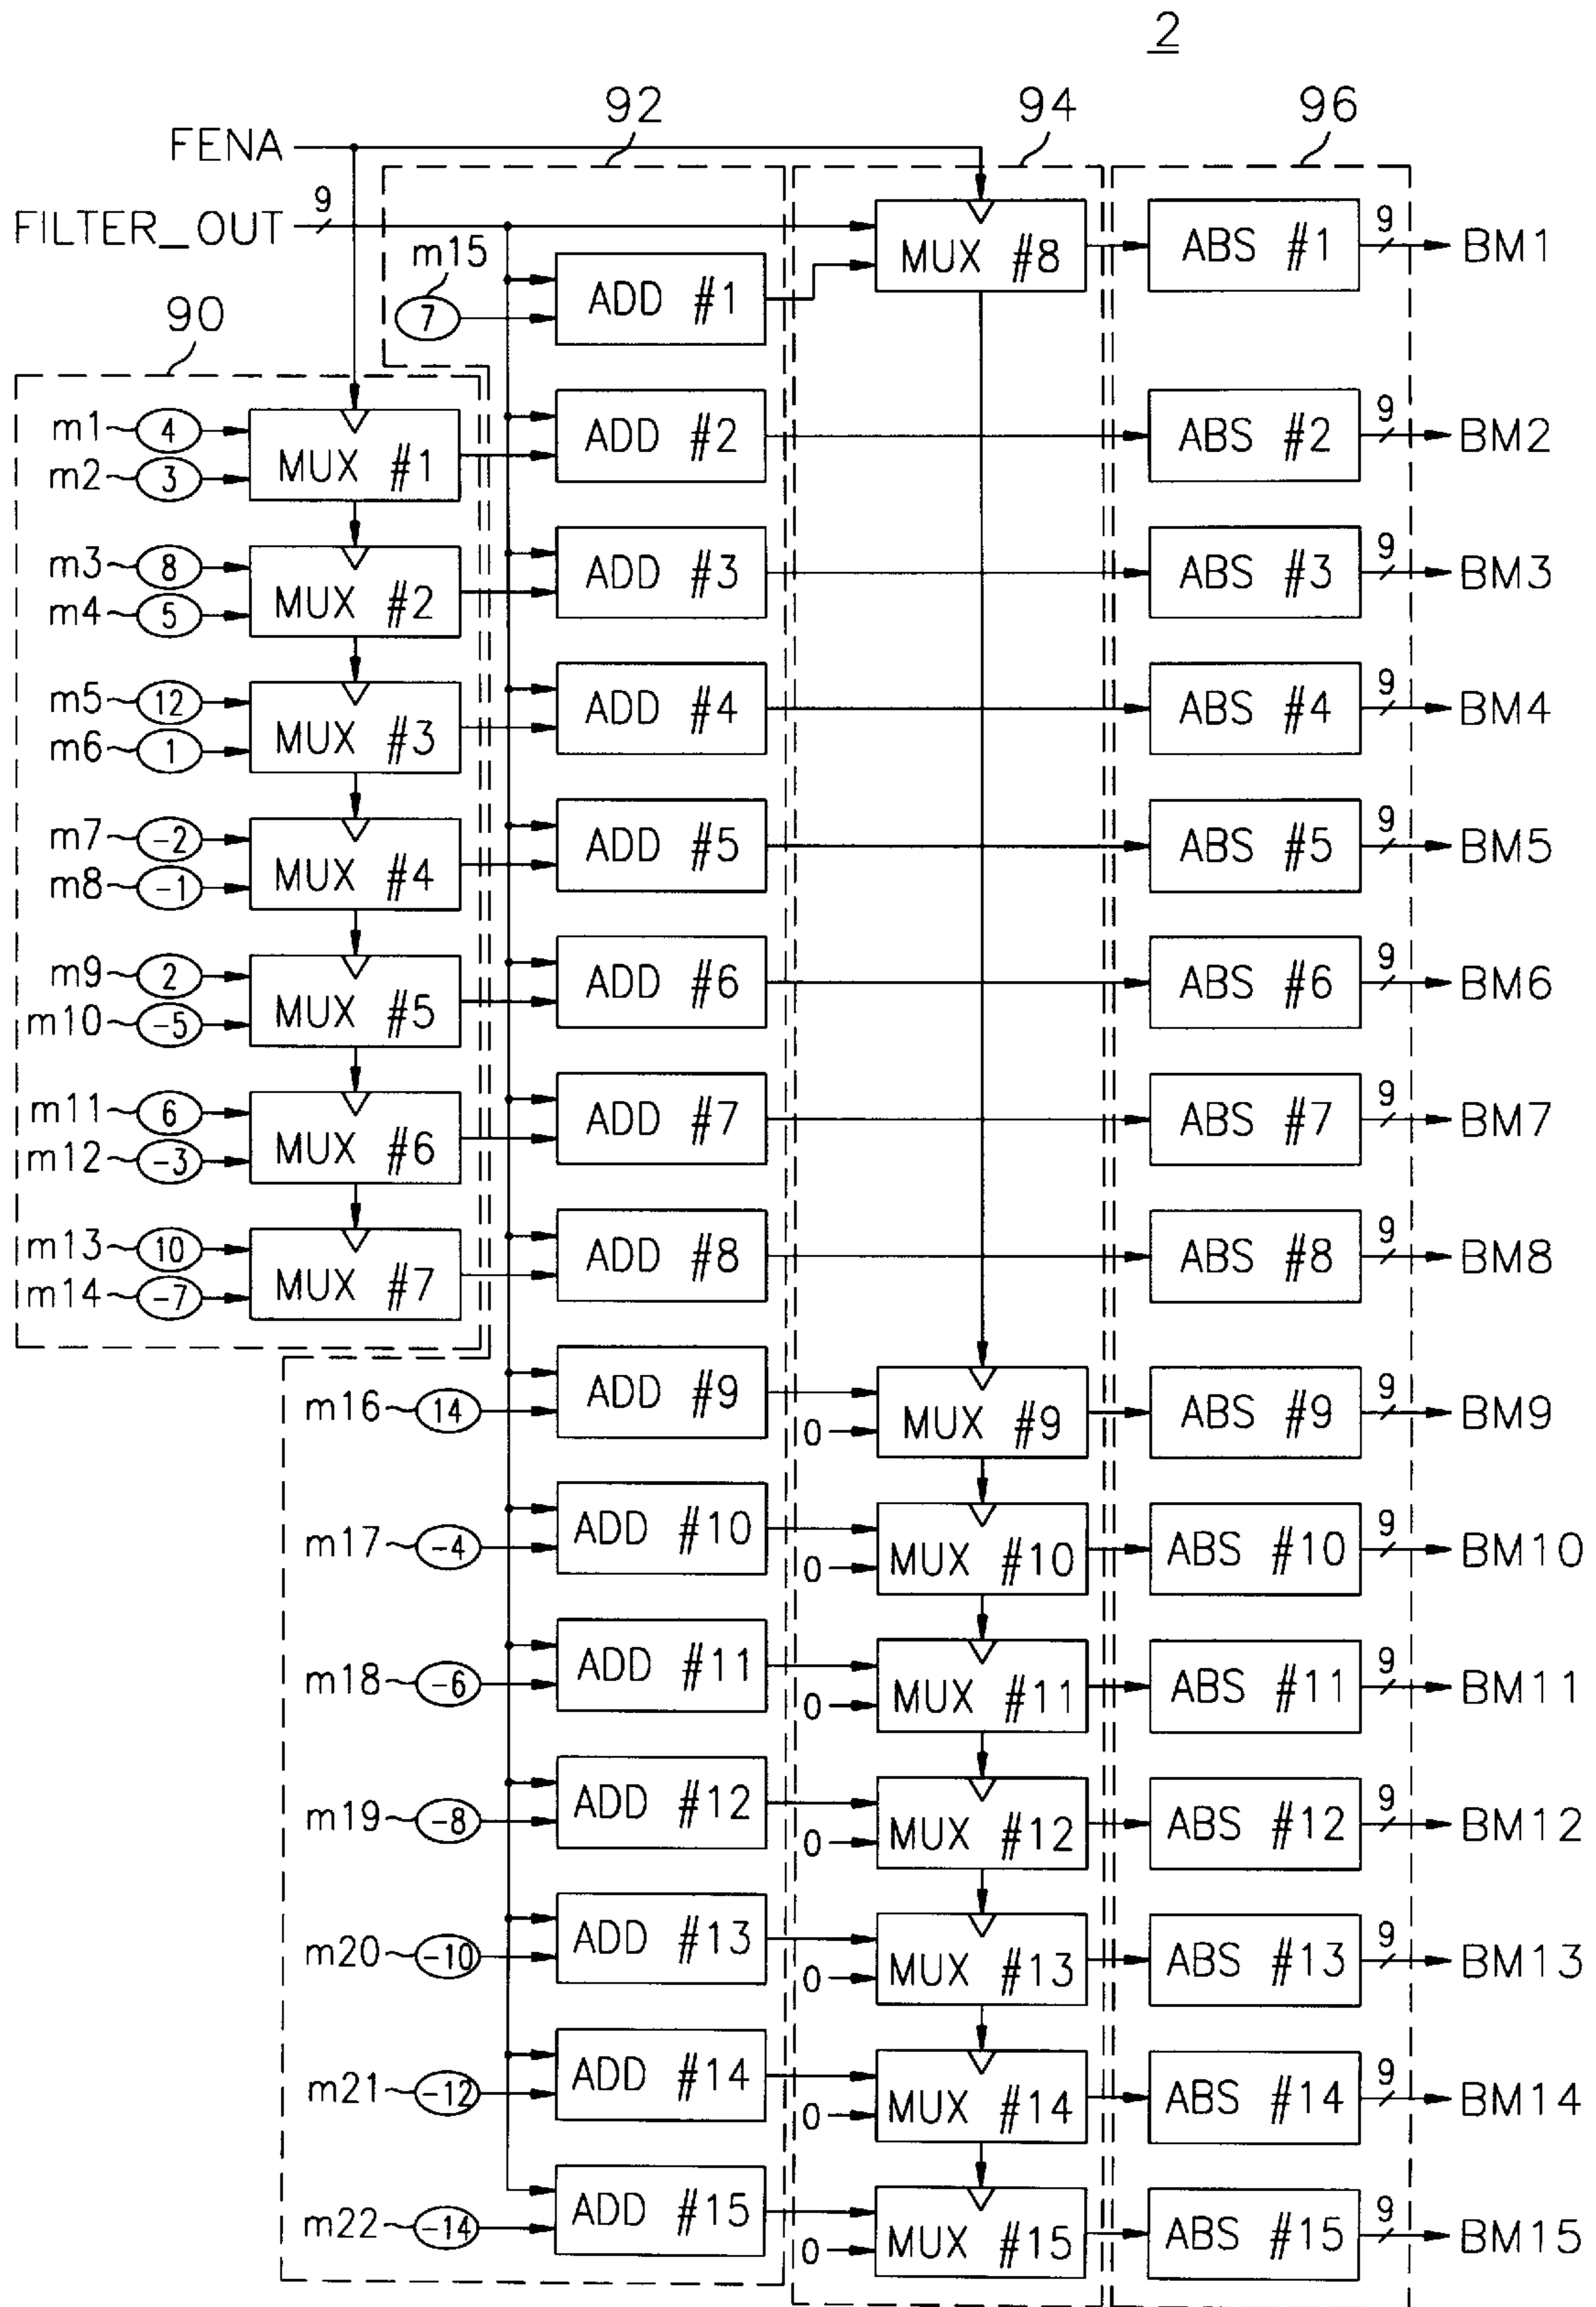 2
92 94 96
FENA
FILTER_OUT 9
m15 7
90
ADD #1 MUX #8 ABS #1 9 BM1
m1 4
m2 3
MUX #1 ADD #2 ABS #2 9 BM2
m3 8
m4 5
MUX #2 ADD #3 ABS #3 9 BM3
m5 12
m6 1
MUX #3 ADD #4 ABS #4 9 BM4
m7 -2
m8 -1
MUX #4 ADD #5 ABS #5 9 BM5
m9 2
m10 -5
MUX #5 ADD #6 ABS #6 9 BM6
m11 6
m12 -3
MUX #6 ADD #7 ABS #7 9 BM7
m13 10
m14 -7
MUX #7 ADD #8 ABS #8 9 BM8
m16 14 ADD #9 0 MUX #9 ABS #9 9 BM9
m17 -4 ADD #10 0 MUX #10 ABS #10 9 BM10
m18 -6 ADD #11 0 MUX #11 ABS #11 9 BM11
m19 -8 ADD #12 0 MUX #12 ABS #12 9 BM12
m20 -10 ADD #13 0 MUX #13 ABS #13 9 BM13
m21 -12 ADD #14 0 MUX #14 ABS #14 9 BM14
m22 -14 ADD #15 0 MUX #15 ABS #15 9 BM15